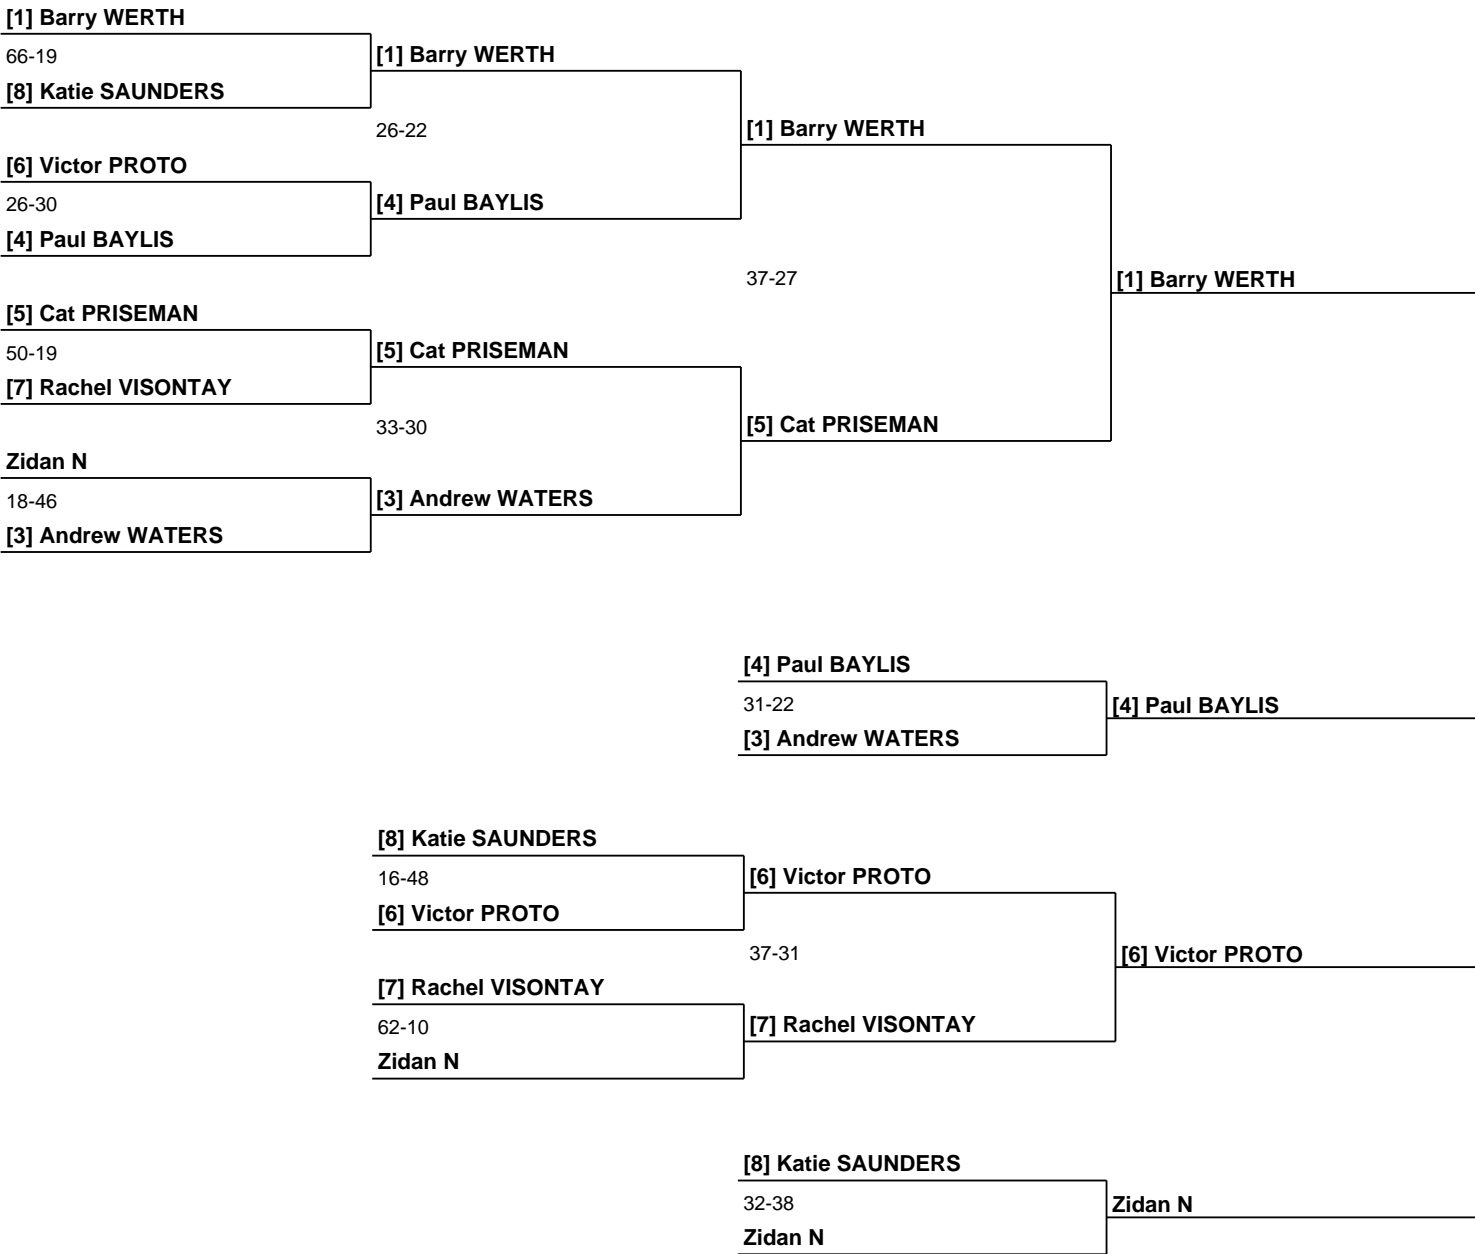 [1] Barry WERTH
66-19
[1] Barry WERTH
[8] Katie SAUNDERS
26-22
[1] Barry WERTH
[6] Victor PROTO
26-30
[4] Paul BAYLIS
[4] Paul BAYLIS
37-27
[1] Barry WERTH
[5] Cat PRISEMAN
50-19
[5] Cat PRISEMAN
[7] Rachel VISONTAY
33-30
[5] Cat PRISEMAN
Zidan N
18-46
[3] Andrew WATERS
[3] Andrew WATERS
[4] Paul BAYLIS
31-22
[4] Paul BAYLIS
[3] Andrew WATERS
[8] Katie SAUNDERS
16-48
[6] Victor PROTO
[6] Victor PROTO
37-31
[6] Victor PROTO
[7] Rachel VISONTAY
62-10
[7] Rachel VISONTAY
Zidan N
[8] Katie SAUNDERS
32-38
Zidan N
Zidan N